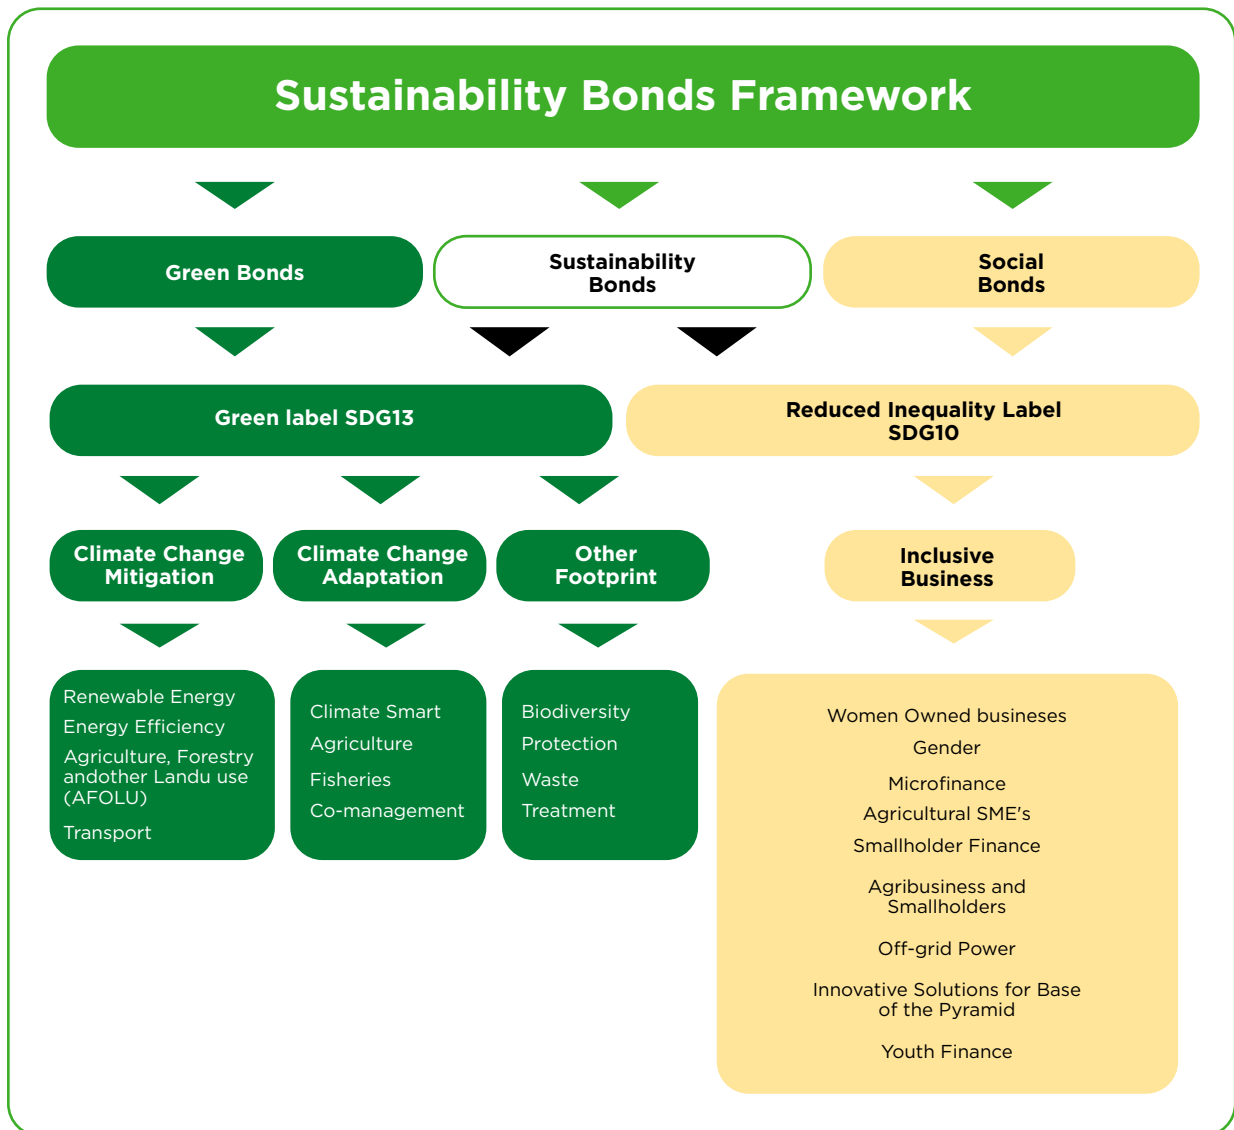 Sustainability Bonds Framework
Green Bonds
Sustainability
Bonds
Social
Bonds
Green label SDG13
Reduced Inequality Label
SDG10
Climate Change
Mitigation
Climate Change
Adaptation
Other
Footprint
Inclusive
Business
Renewable Energy
Energy Efficiency
Agriculture, Forestry
andother Landu use
(AFOLU)
Transport
Climate Smart
Agriculture
Fisheries
Co-management
Biodiversity
Protection
Waste
Treatment
Women Owned busineses
Gender
Microfinance
Agricultural SME's
Smallholder Finance
Agribusiness and
Smallholders
Off-grid Power
Innovative Solutions for Base
of the Pyramid
Youth Finance